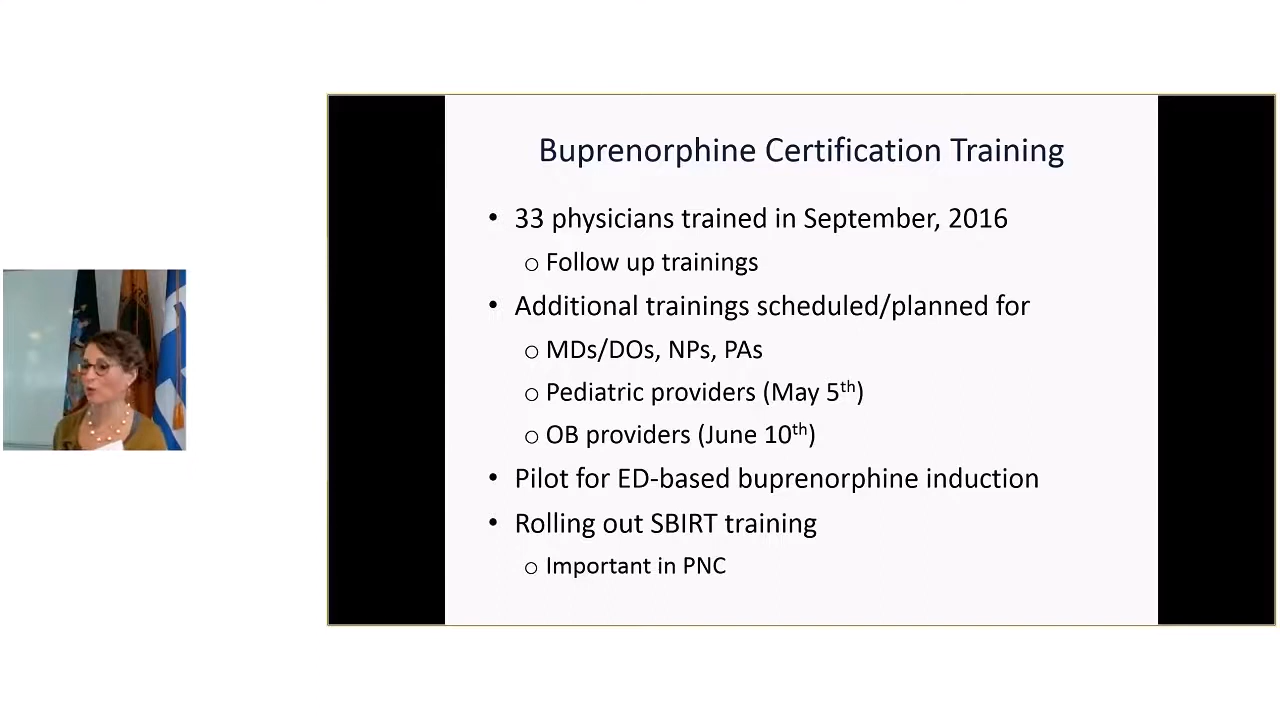 Buprenorphine Certification Training
• 33 physicians trained in September, 2016
o Follow up trainings
• Additional trainings scheduled/planned for
o MDs/DOs, NPs, PAs
o Pediatric providers (May 5th)
o OB providers (June 10th)
• Pilot for ED-based buprenorphine induction
• Rolling out SBIRT training
o Important in PNC